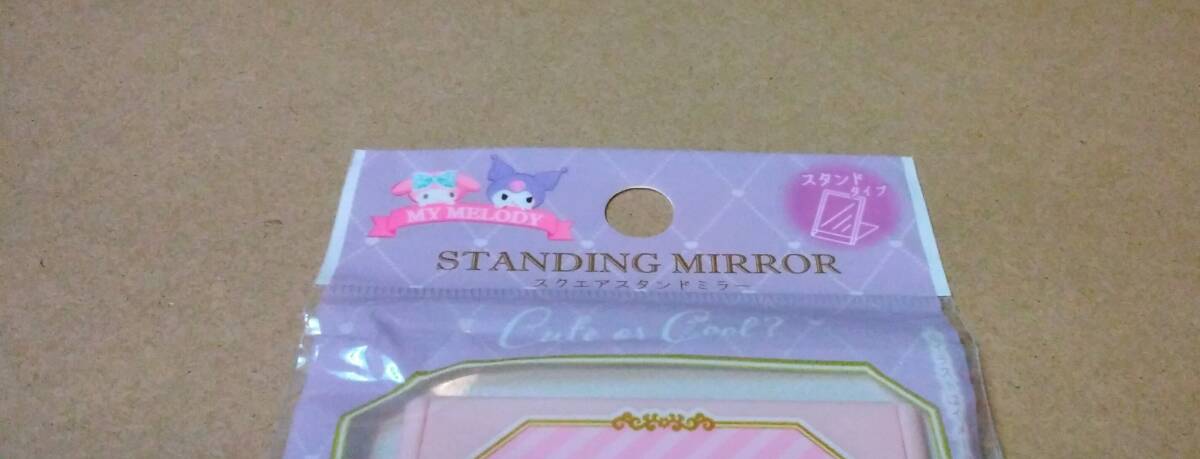 MY MELODY
スタンド
タイプ
STANDING MIRROR
スクエアスタンドミラー
Cute or Cool?